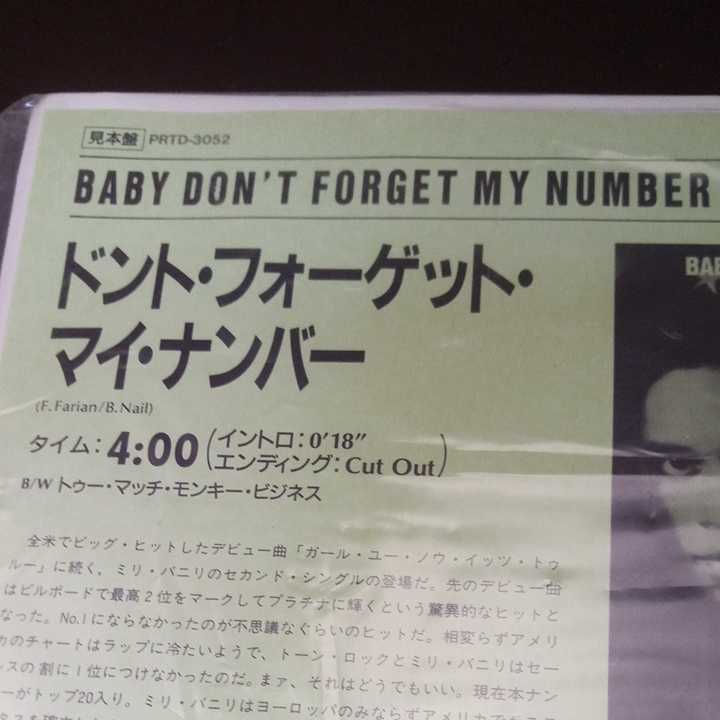 見本盤 PRTD-3052
BABY DON'T FORGET MY NUMBER
ドント・フォーゲット・
マイ・ナンバー
(F. Farian/B. Nail)
タイム：4:00(イントロ：0'18"
エンディング：Cut Out)
B/W トゥー・マッチ・モンキー・ビジネス
BAB
全米でビッグ・ヒットしたデビュー曲「ガール・ユー・ノウ・イッツ・トゥ
ルー」に続く、ミリ・バニリのセカンド・シングルの登場だ。先のデビュー曲
はビルボードで最高2位をマークしてプラチナに輝くという驚異的なヒットと
なった。No.1にならなかったのが不思議なぐらいのヒットだ。相変らずアメリ
カのチャートはラップに冷たいようで、トーン・ロックとミリ・バニリはセー
ルスの割に1位につけなかったのだ。まァ、それはどうでもいい。現在本ナン
ーがトップ20入り。ミリ・バニリはヨーロッパのみならずアメリカで